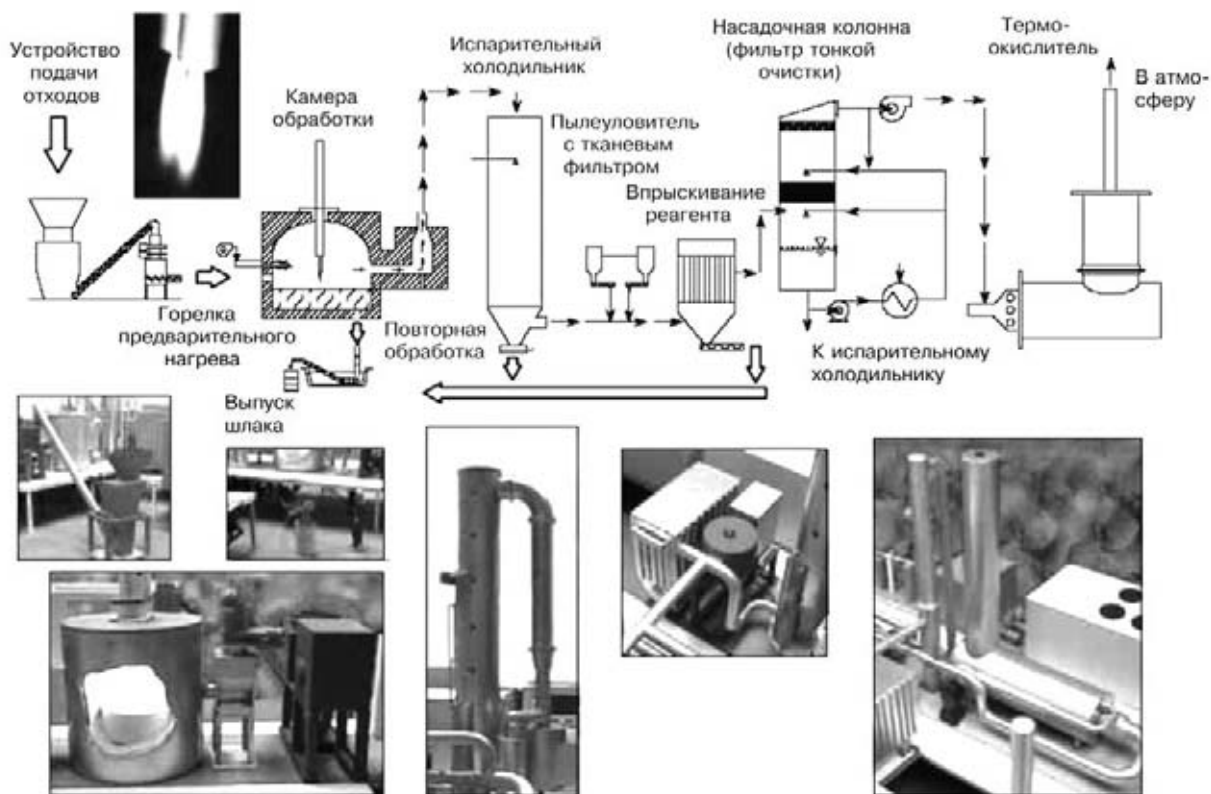 Устройство
подачи
отходов
Камера
обработки
Испарительный
холодильник
Насадочная колонна
(фильтр тонкой
очистки)
Термо-
окислитель
В атмо-
сферу
Пылеуловитель
с тканевым
фильтром
Впрыскивание
реагента
Горелка
предварительного
нагрева
Повторная
обработка
К испарительному
холодильнику
Выпуск
шлака